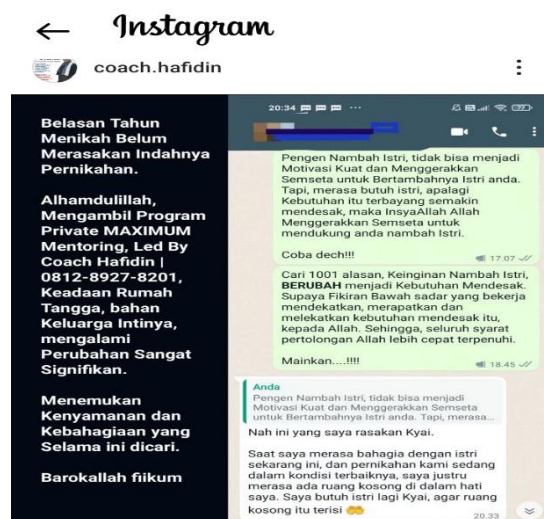 Instagram
coach.hafidin
Belasan Tahun
Menikah Belum
Merasakan Indahnya
Pernikahan.
Alhamdulillah,
Mengambil Program
Private MAXIMUM
Mentoring, Led By
Coach Hafidin |
0812-8927-8201,
Keadaan Rumah
Tangga, bahan
Keluarga Intinya,
mengalami
Perubahan Sangat
Signifikan.
Menemukan
Kenyamanan dan
Kebahagiaan yang
Selama ini dicari.
Barokallah fiikum
20:34
Pengen Nambah Istri, tidak bisa menjadi
Motivasi Kuat dan Menggerakkan
Semseta untuk Bertambahnya Istri anda.
Tapi, merasa butuh istri, apalagi
Kebutuhan itu terbayang semakin
mendesak, maka InsyaAllah Allah
Menggerakkan Semseta untuk
mendukung anda nambah Istri.
Coba dech!!!
17.07
Cari 1001 alasan, Keinginan Nambah Istri,
BERUBAH menjadi Kebutuhan Mendesak.
Supaya Fikiran Bawah sadar yang bekerja
mendekatkan, merapatkan dan
melekatkan kebutuhan mendesak itu,
kepada Allah. Sehingga, seluruh syarat
pertolongan Allah lebih cepat terpenuhi.
Mainkan....!!!!
18.45
Anda
Pengen Nambah Istri, tidak bisa menjadi
Motivasi Kuat dan Menggerakkan Semseta
untuk Bertambahnya Istri anda. Tapi, merasa...
Nah ini yang saya rasakan Kyai.
Saat saya merasa bahagia dengan istri
sekarang ini, dan pernikahan kami sedang
dalam kondisi terbaiknya, saya justru
merasa ada ruang kosong di dalam hati
saya. Saya butuh istri lagi Kyai, agar ruang
kosong itu terisi
20.33